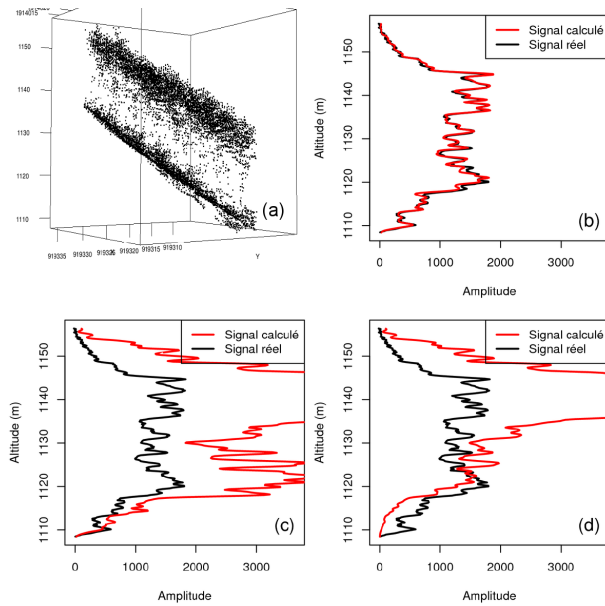 1914015
1150
1140
1130
1120
1110
919335
919330
919320
919315
919310
Y
(a)
Signal calculé
Signal réel
Altitude (m)
1150
1140
1130
1120
1110
0 1000 2000 3000
Amplitude
(b)
Signal calculé
Signal réel
Altitude (m)
1150
1140
1130
1120
1110
0 1000 2000 3000
Amplitude
(c)
Signal calculé
Signal réel
Altitude (m)
1150
1140
1130
1120
1110
0 1000 2000 3000
Amplitude
(d)